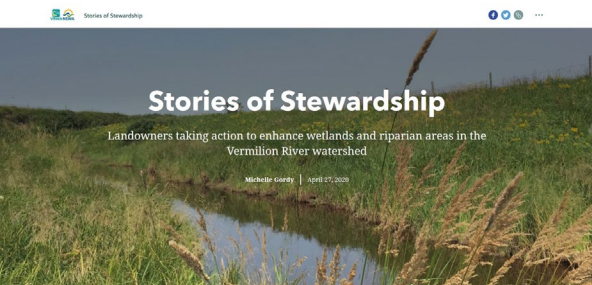 Stories of Stewardship
Stories of Stewardship
Landowners taking action to enhance wetlands and riparian areas in the
Vermilion River watershed
Michelle Gordy
April 27, 2020